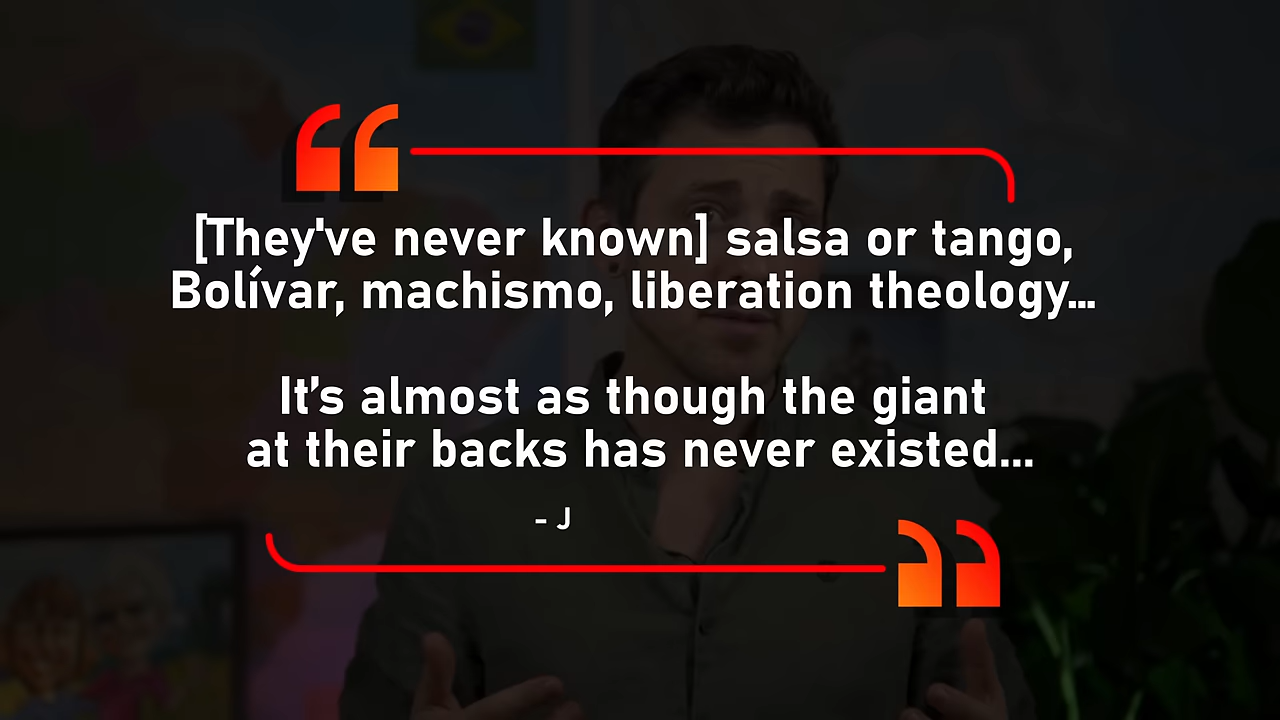 [They've never known] salsa or tango,
Bolívar, machismo, liberation theology...
It’s almost as though the giant
at their backs has never existed...
- J